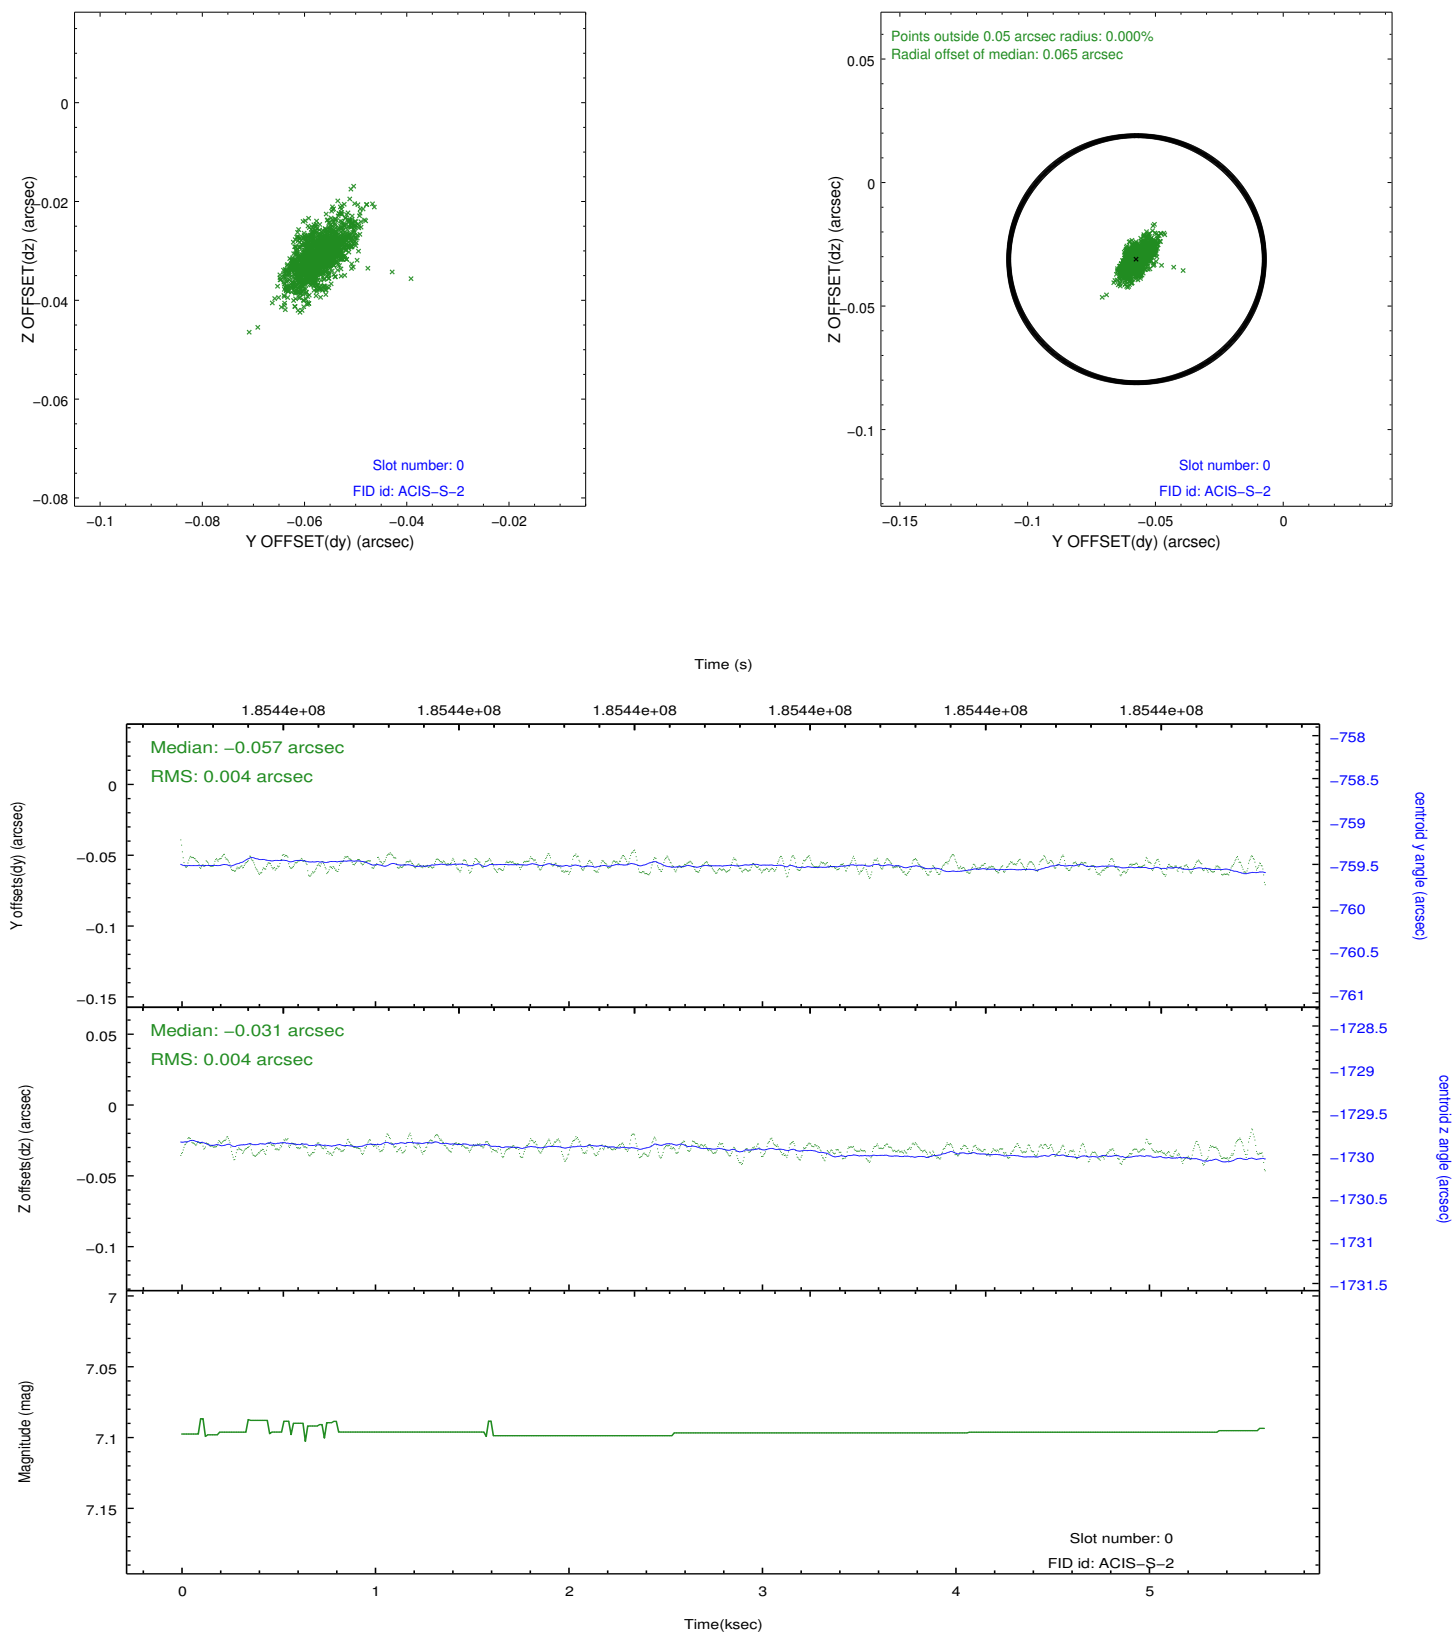 0
−0.02
−0.04
−0.06
−0.08
Z OFFSET(dz) (arcsec)
Slot number: 0
FID id: ACIS−S−2
−0.1
−0.08
−0.06
−0.04
−0.02
Y OFFSET(dy) (arcsec)
Points outside 0.05 arcsec radius: 0.000%
Radial offset of median: 0.065 arcsec
0.05
0
−0.05
−0.1
Z OFFSET(dz) (arcsec)
Slot number: 0
FID id: ACIS−S−2
−0.15
−0.1
−0.05
0
Y OFFSET(dy) (arcsec)
Time (s)
1.8544e+08
1.8544e+08
1.8544e+08
1.8544e+08
1.8544e+08
1.8544e+08
Median: −0.057 arcsec
RMS: 0.004 arcsec
0
−0.05
−0.1
−0.15
Y offsets(dy) (arcsec)
−758
−758.5
−759
−759.5
−760
−760.5
−761
centroid y angle (arcsec)
Median: −0.031 arcsec
RMS: 0.004 arcsec
0.05
0
−0.05
−0.1
Z offsets(dz) (arcsec)
−1728.5
−1729
−1729.5
−1730
−1730.5
−1731
−1731.5
centroid z angle (arcsec)
7
7.05
7.1
7.15
Magnitude (mag)
Slot number: 0
FID id: ACIS−S−2
0
1
2
3
4
5
Time(ksec)